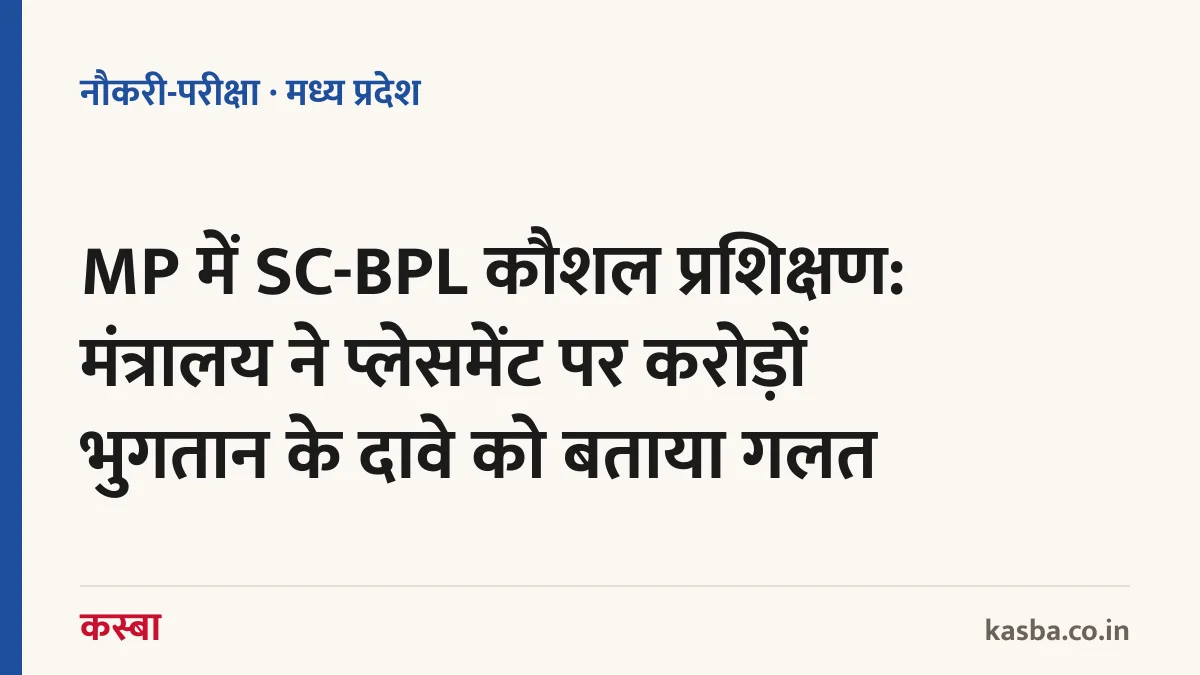 नौकरी-परीक्षा · मध्य प्रदेश
MP में SC-BPL कौशल प्रशिक्षण:
मंत्रालय ने प्लेसमेंट पर करोड़ों
भुगतान के दावे को बताया गलत
कस्बा
kasba.co.in